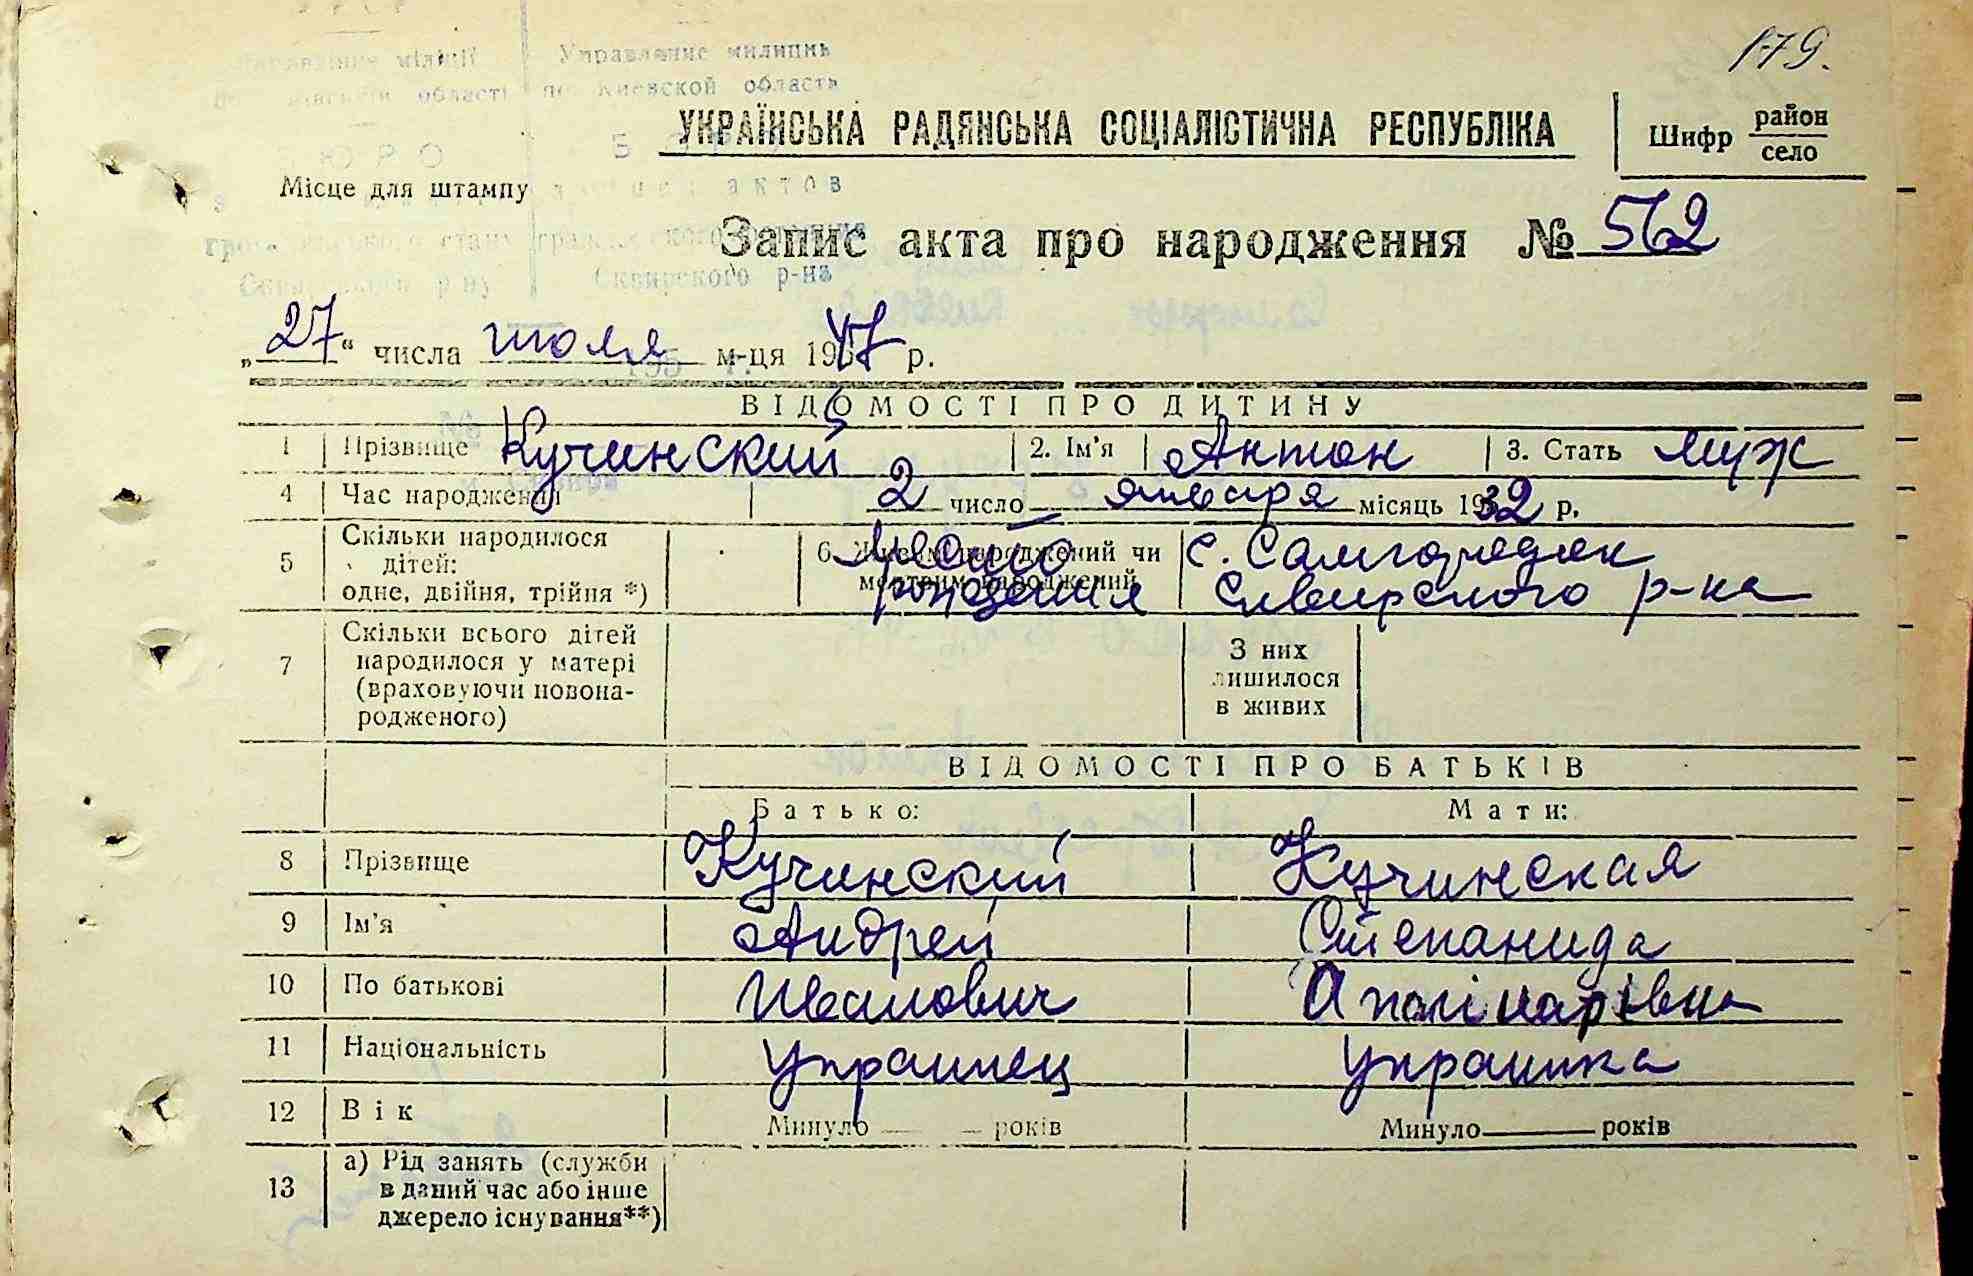 179.
Управление милиции
области по Киевской области
УКРАЇНСЬКА РАДЯНСЬКА СОЦІАЛІСТИЧНА РЕСПУБЛІКА
Шифр район
село
Місце для штампу
актов
Запис акта про народження № 562
Сквирского р-на
„27“ числа июля м-ця 1947 р.
ВІДОМОСТІ ПРО ДИТИНУ
1 Прізвище Кучинский 2. Ім'я Антон 3. Стать муж
4 Час народження 2 число января місяць 1932 р.
5 Скільки народилося дітей: одне, двійня, трійня *) 6. Живим народжений чи мертвим народжений Место рождения с. Самгородек Сквирского р-на
7 Скільки всього дітей народилося у матері (враховуючи новонародженого) З них лишилося в живих
ВІДОМОСТІ ПРО БАТЬКІВ
Батько: Мати:
8 Прізвище Кучинский Кучинская
9 Ім'я Андрей Степанида
10 По батькові Иванович Аполінарівна
11 Національність Украинец Украинка
12 Вік Минуло — років Минуло — років
13 а) Рід занять (служби
в даний час або інше
джерело існування**)